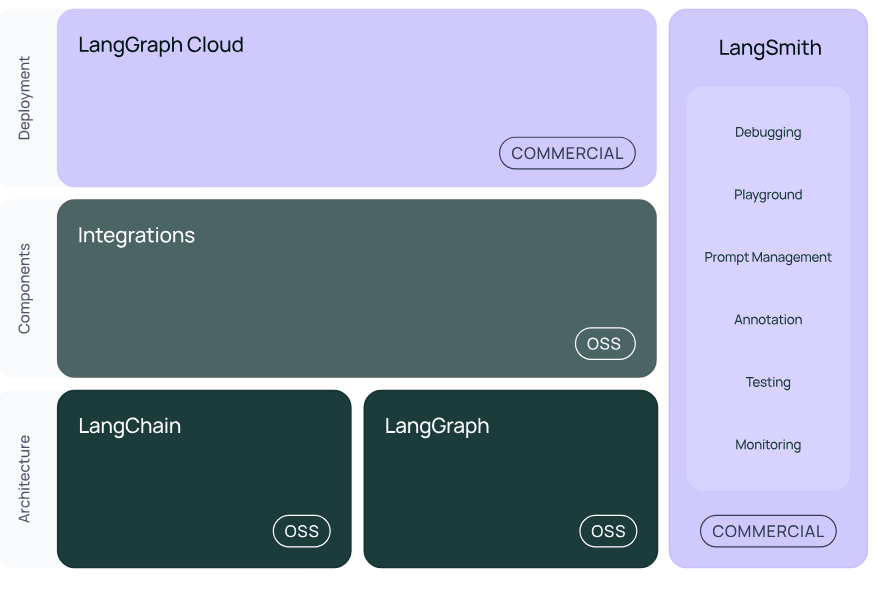 Deployment
LangGraph Cloud
COMMERCIAL
Components
Integrations
OSS
Architecture
LangChain
OSS
LangGraph
OSS
LangSmith
Debugging
Playground
Prompt Management
Annotation
Testing
Monitoring
COMMERCIAL